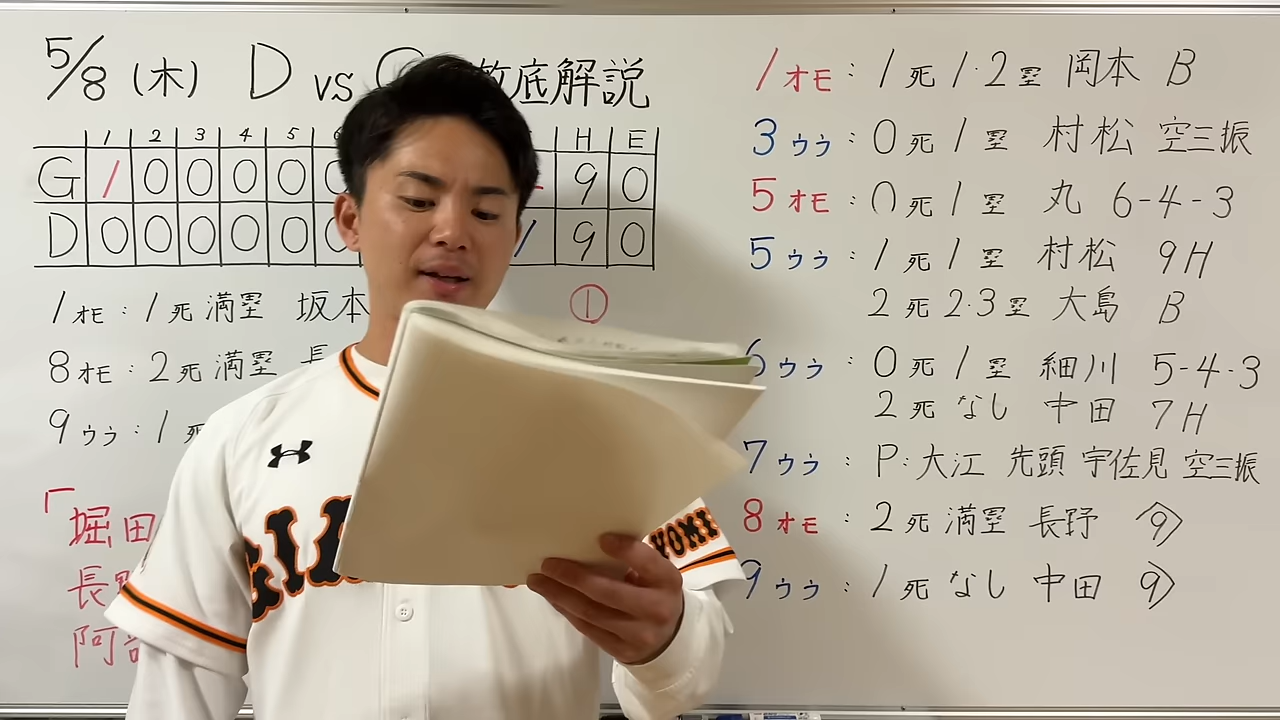 5/8 (木) D vs G 徹底解説
1 2 3 4 5 H E
G 1 0 0 0 0 9 0
D 0 0 0 0 0 1 9 0
1オモ:1死満塁 坂本 ①
8オモ:2死満塁 長
9ウラ:1死
「堀田
長野
阿部
1オモ:1死1・2塁 岡本 B
3ウラ:0死1塁 村松 空三振
5オモ:0死1塁 丸 6-4-3
5ウラ:1死1塁 村松 9H
2死2・3塁 大島 B
6ウラ:0死1塁 細川 5-4-3
2死なし 中田 7H
7ウラ:P:大江 先頭 宇佐見 空三振
8オモ:2死満塁 長野 9〉
9ウラ:1死なし 中田 9〉
GIA
YOMI